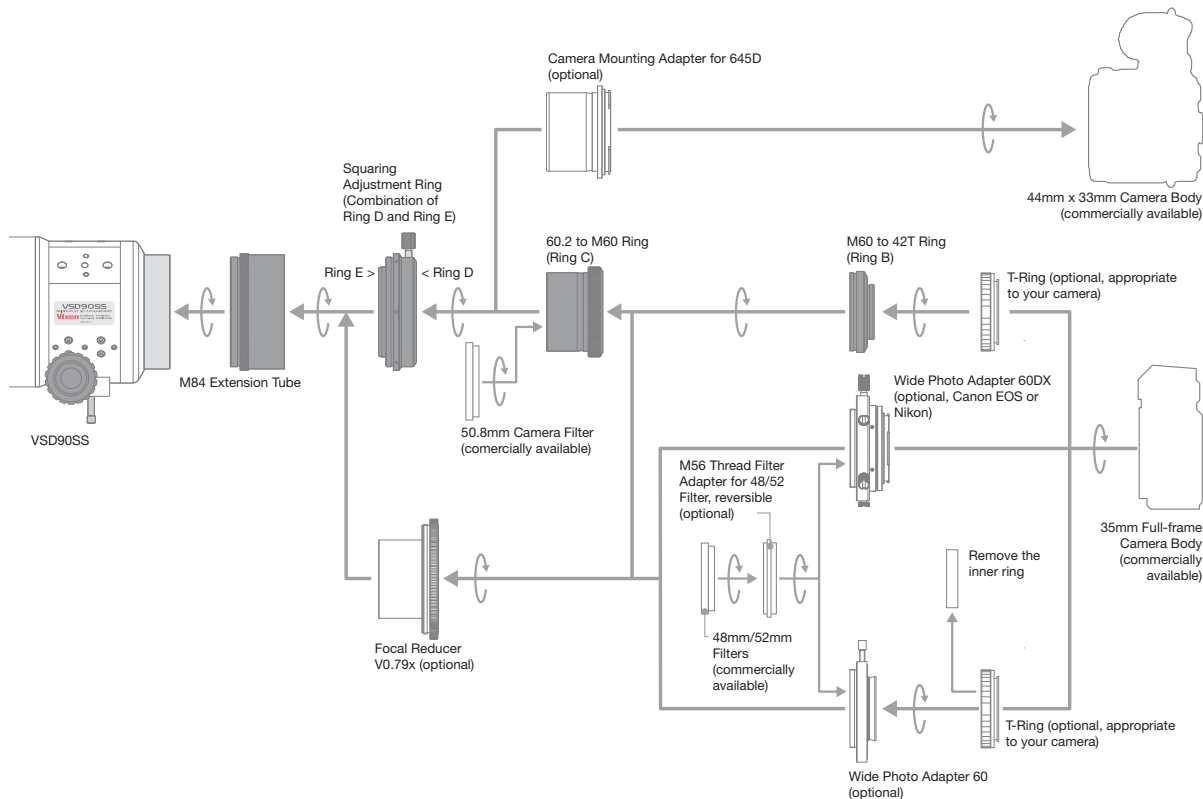 Camera Mounting Adapter for 645D
(optional)
44mm x 33mm Camera Body
(commercially available)
Squaring
Adjustment Ring
(Combination of
Ring D and Ring E)
Ring E >
< Ring D
60.2 to M60 Ring
(Ring C)
M60 to 42T Ring
(Ring B)
T-Ring (optional, appropriate
to your camera)
VSD90SS
Vixen
M84 Extension Tube
VSD90SS
50.8mm Camera Filter
(comercially available)
Wide Photo Adapter 60DX
(optional, Canon EOS or
Nikon)
M56 Thread Filter
Adapter for 48/52
Filter, reversible
(optional)
35mm Full-frame
Camera Body
(commercially
available)
Remove the
inner ring
48mm/52mm
Filters
(commercially
available)
Focal Reducer
V0.79x (optional)
T-Ring (optional, appropriate
to your camera)
Wide Photo Adapter 60
(optional)